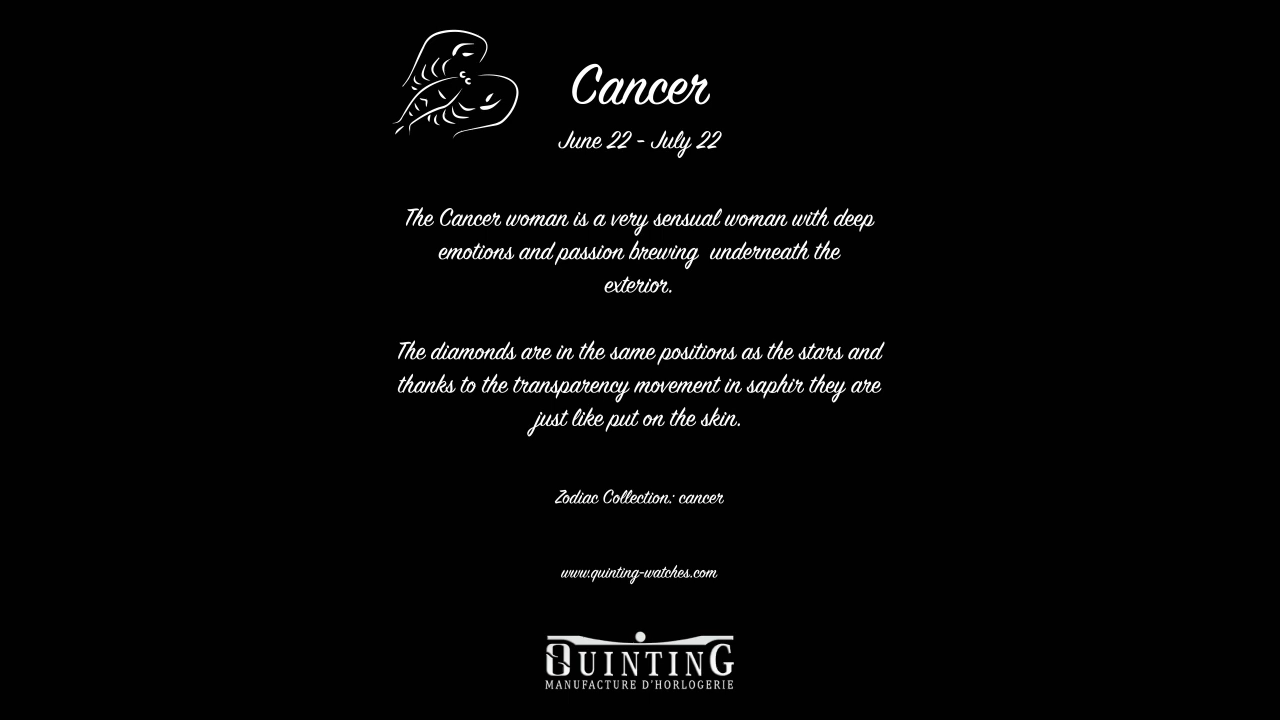 Cancer
June 22 - July 22
The Cancer woman is a very sensual woman with deep
emotions and passion brewing  underneath the
exterior.
The diamonds are in the same positions as the stars and
thanks to the transparency movement in saphir they are
just like put on the skin.
Zodiac Collection: cancer
www.quinting-watches.com
QUINTING
MANUFACTURE D'HORLOGERIE